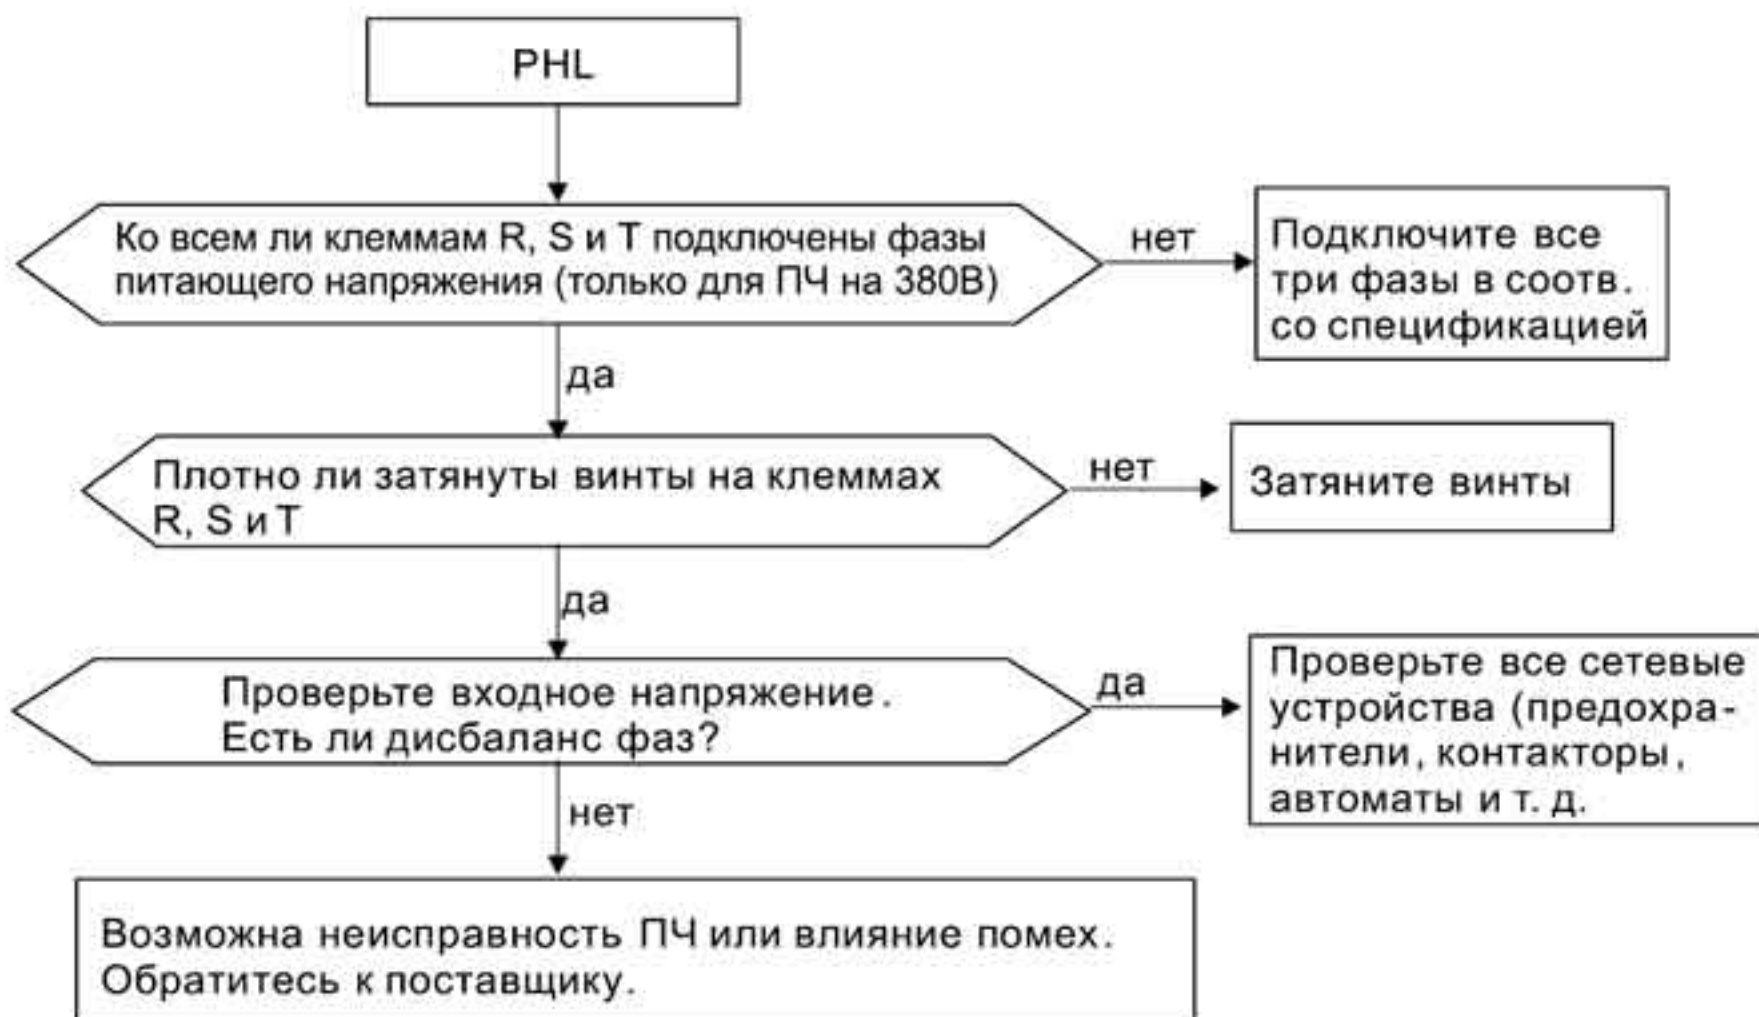 PHL
Ко всем ли клеммам R, S и T подключены фазы
питающего напряжения (только для ПЧ на 380В)
нет
Подключите все
три фазы в соотв.
со спецификацией
да
Плотно ли затянуты винты на клеммах
R, S и T
нет
Затяните винты
да
Проверьте входное напряжение.
Есть ли дисбаланс фаз?
да
Проверьте все сетевые
устройства (предохра-
нители, контакторы,
автоматы и т. д.
нет
Возможна неисправность ПЧ или влияние помех.
Обратитесь к поставщику.